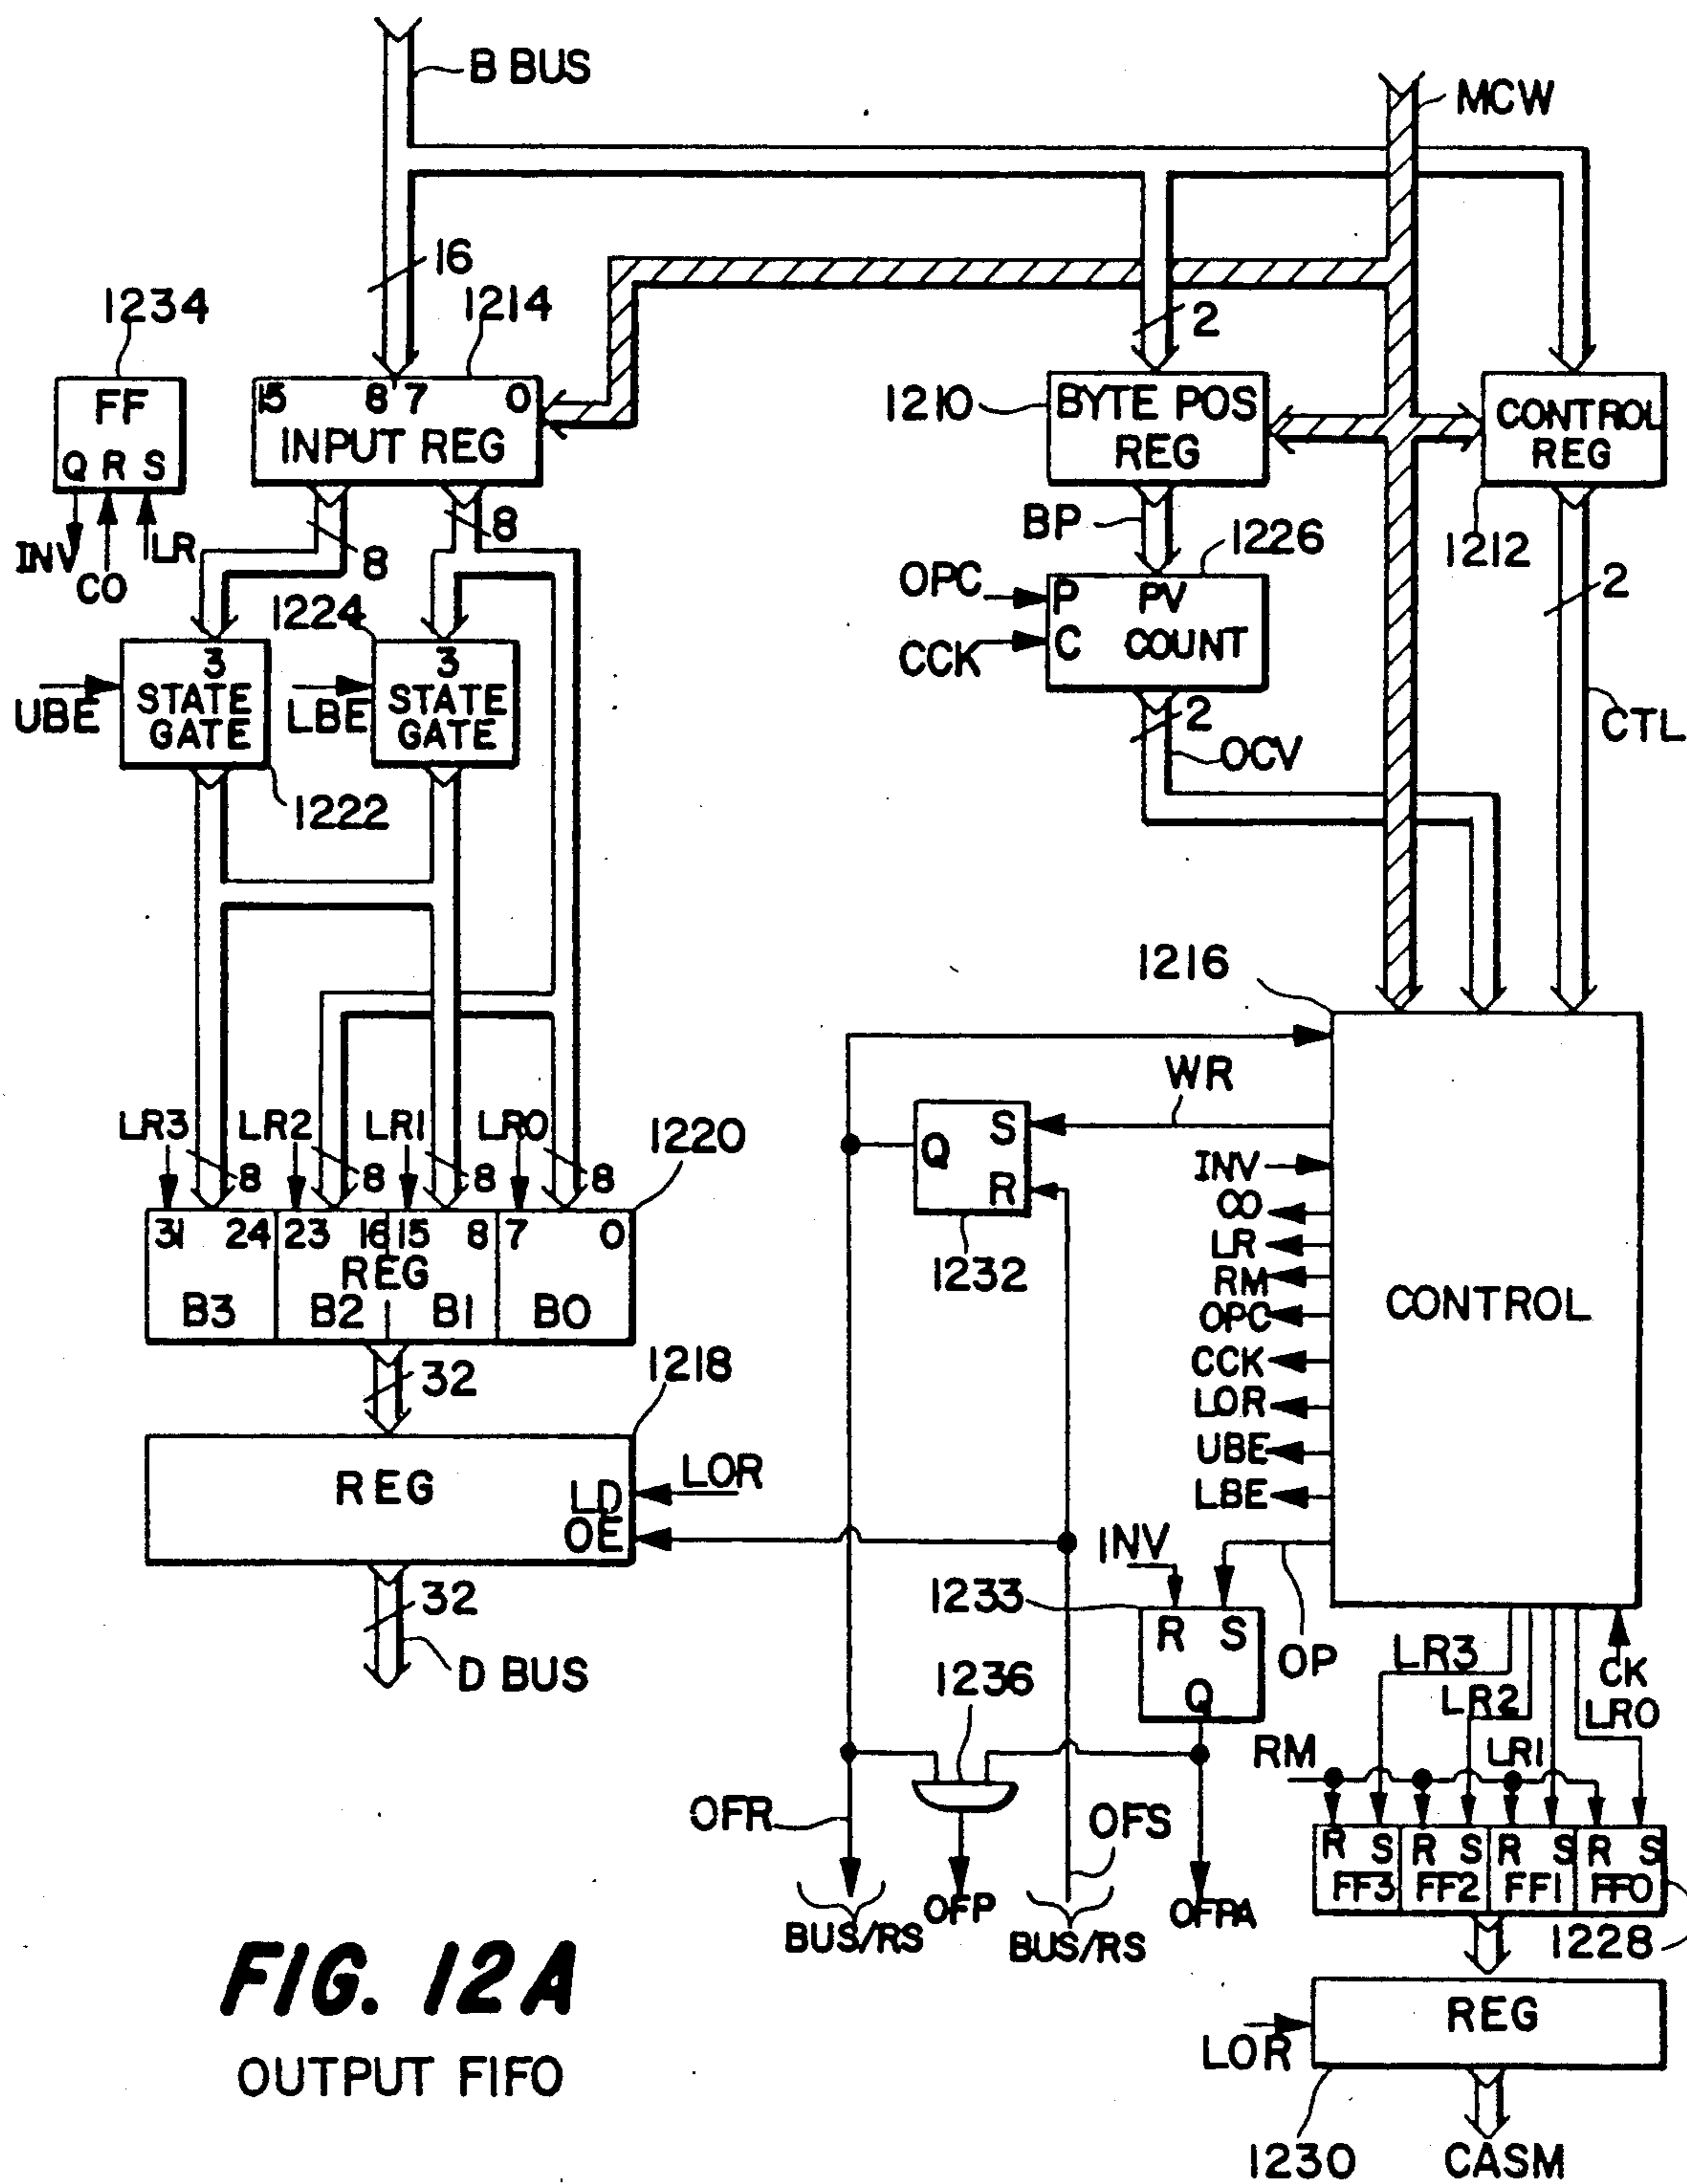 B BUS
MCW
16
1234
1214
2
FF
Q R S
15 8 7 0
INPUT REG
1210
BYTE POS
REG
CONTROL
REG
INV
CO
LR
8
8
BP
1226
1212
OPC
P PV
CCK
C COUNT
2
1224
3
STATE
GATE
3
STATE
GATE
UBE
LBE
2
OCV
CTL
1222
1216
WR
LR3
LR2
LR1
LR0
1220
8
8
8
8
S
Q
R
1232
31 24 23 16 15 8 7 0
REG
B3 B2 B1 B0
INV
CO
LR
RM
OPC
CCK
LOR
UBE
LBE
CONTROL
32
1218
REG
LD
OE
LOR
INV
1233
R S
Q
OP
32
D BUS
1236
LR3
LR2
LR1
CK
LR0
RM
OFR
OFS
R S R S R S R S
FF3 FF2 FF1 FF0
BUS/RS
OFP
BUS/RS
OFPA
1228
REG
LOR
1230
CASM
FIG. 12A
OUTPUT FIFO